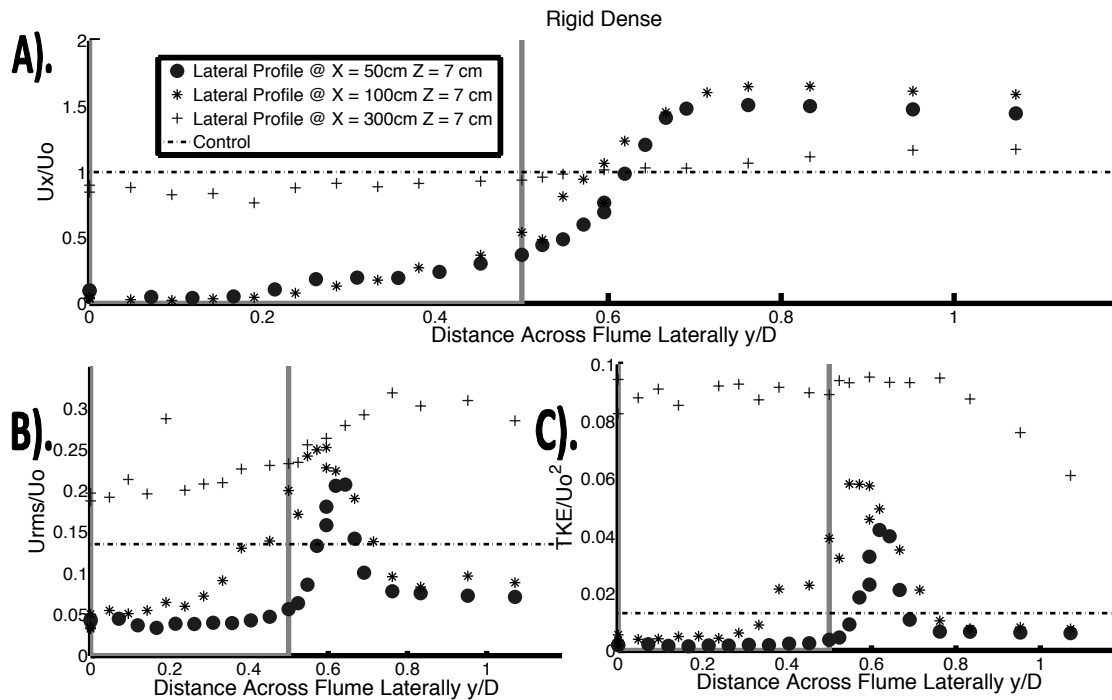 Rigid Dense
A).
2
1.5
1
0.5
0
Ux/Uo
Lateral Profile @ X = 50cm Z = 7 cm
Lateral Profile @ X = 100cm Z = 7 cm
Lateral Profile @ X = 300cm Z = 7 cm
Control
0 0.2 0.4 0.6 0.8 1
Distance Across Flume Laterally y/D
B).
0.3
0.25
0.2
0.15
0.1
0.05
0
Urms/Uo
0 0.2 0.4 0.6 0.8 1
Distance Across Flume Laterally y/D
C).
0.1
0.08
0.06
0.04
0.02
0
TKE/Uo²
0 0.2 0.4 0.6 0.8 1
Distance Across Flume Laterally y/D